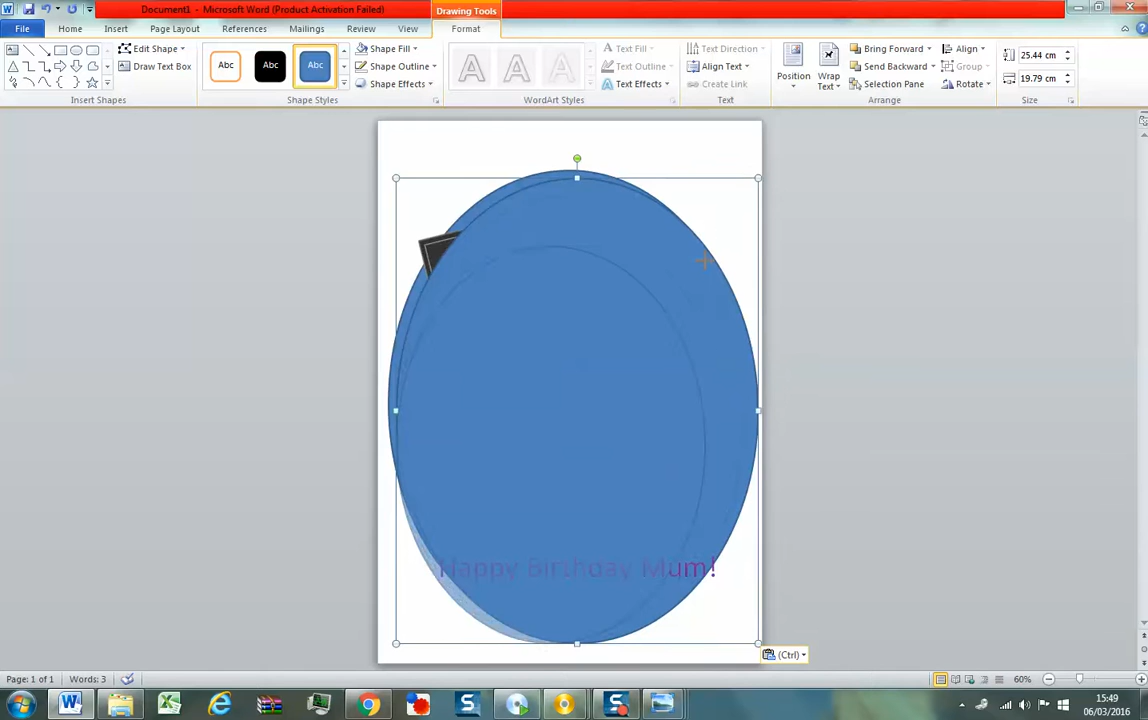 Document1 - Microsoft Word (Product Activation Failed)
Drawing Tools
File Home Insert Page Layout References Mailings Review View Format
Edit Shape
Draw Text Box
Insert Shapes
Abc Abc Abc
Shape Fill
Shape Outline
Shape Effects
Shape Styles
A A A
Text Fill
Text Outline
Text Effects
WordArt Styles
Text Direction
Align Text
Create Link
Text
Position
Wrap
Text
Bring Forward
Send Backward
Selection Pane
Align
Group
Rotate
Arrange
25.44 cm
19.79 cm
Size
Happy Birthday Mum!
(Ctrl)
Page: 1 of 1 Words: 3
60%
15:49
06/03/2016